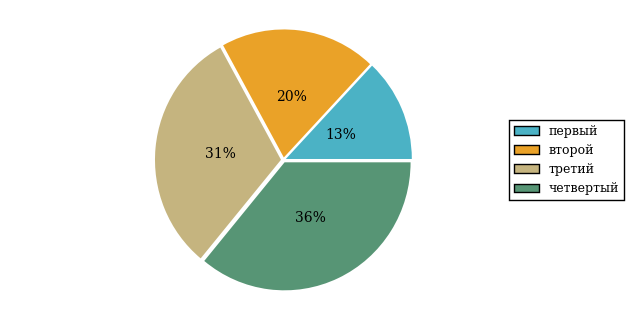 20%
13%
31%
36%
первый
второй
третий
четвертый